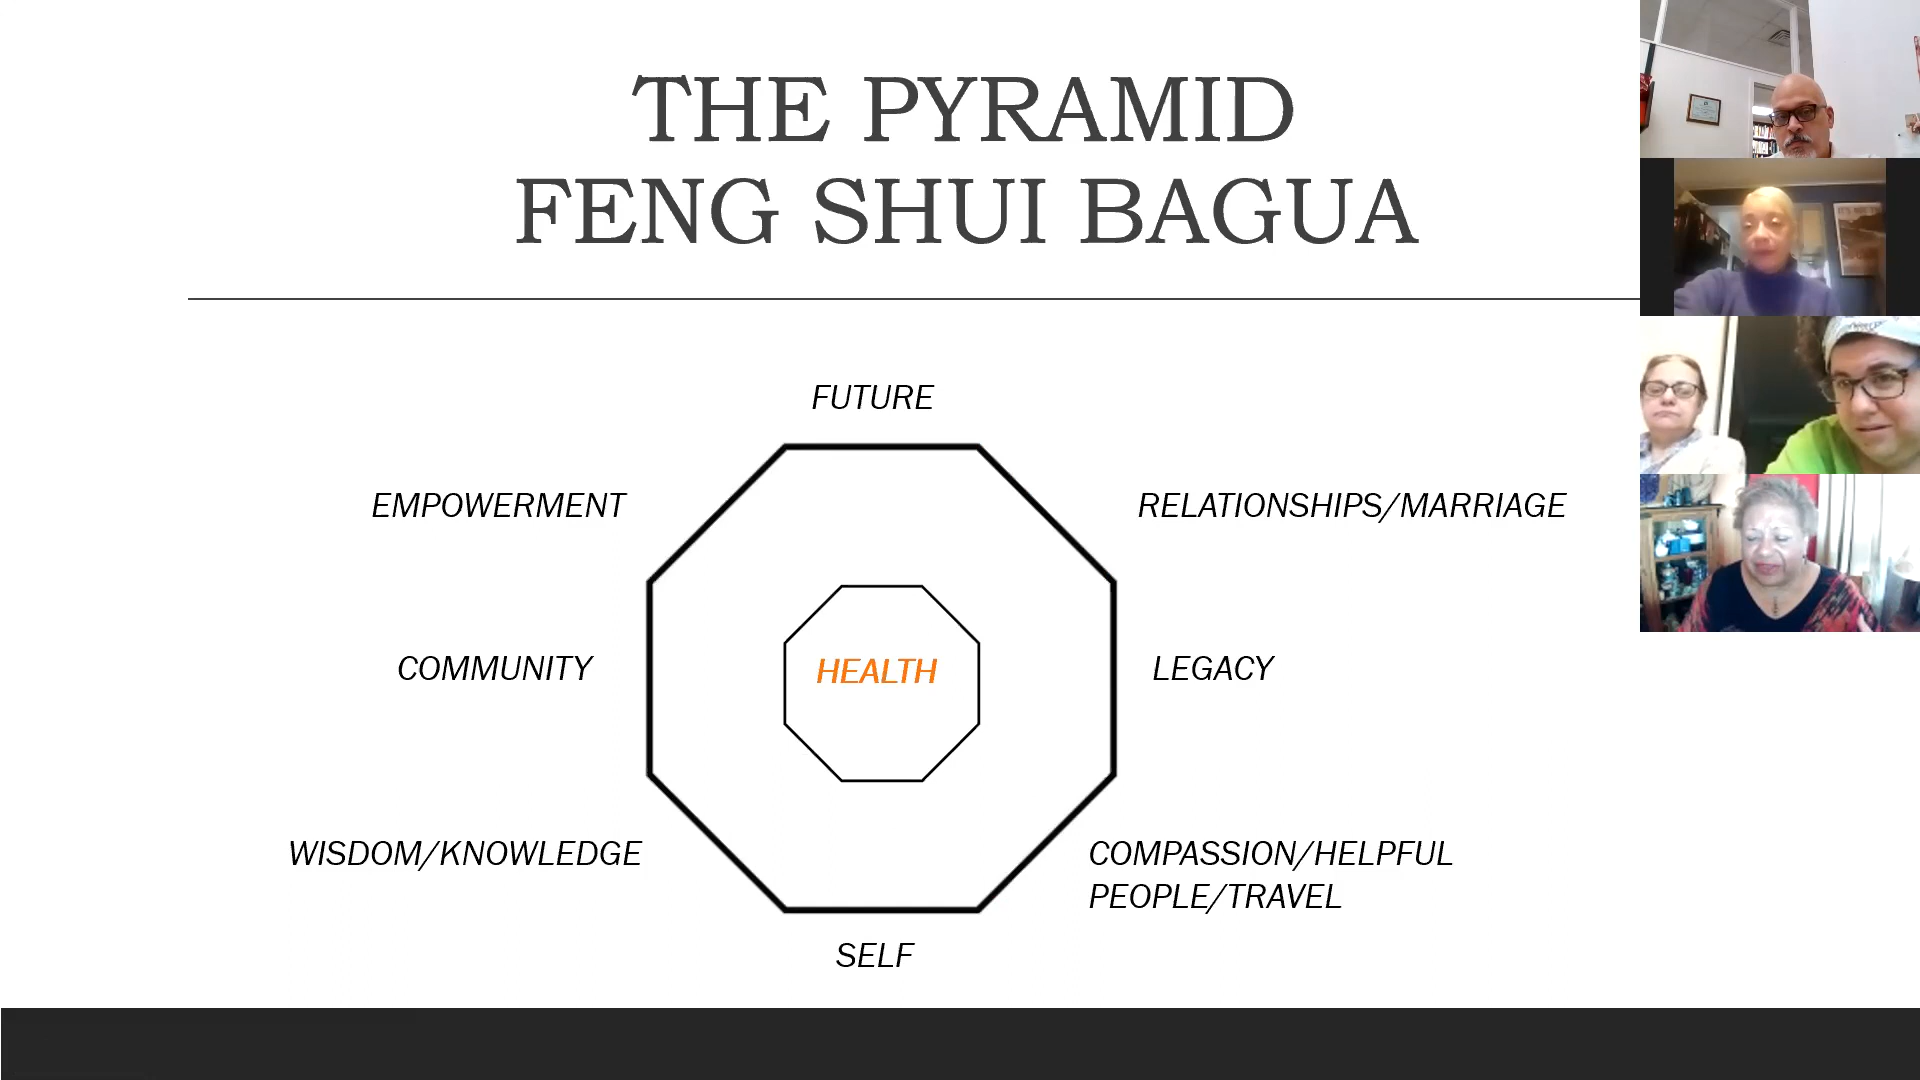 THE PYRAMID
FENG SHUI BAGUA
FUTURE
EMPOWERMENT
RELATIONSHIPS/MARRIAGE
COMMUNITY
HEALTH
LEGACY
WISDOM/KNOWLEDGE
COMPASSION/HELPFUL
PEOPLE/TRAVEL
SELF